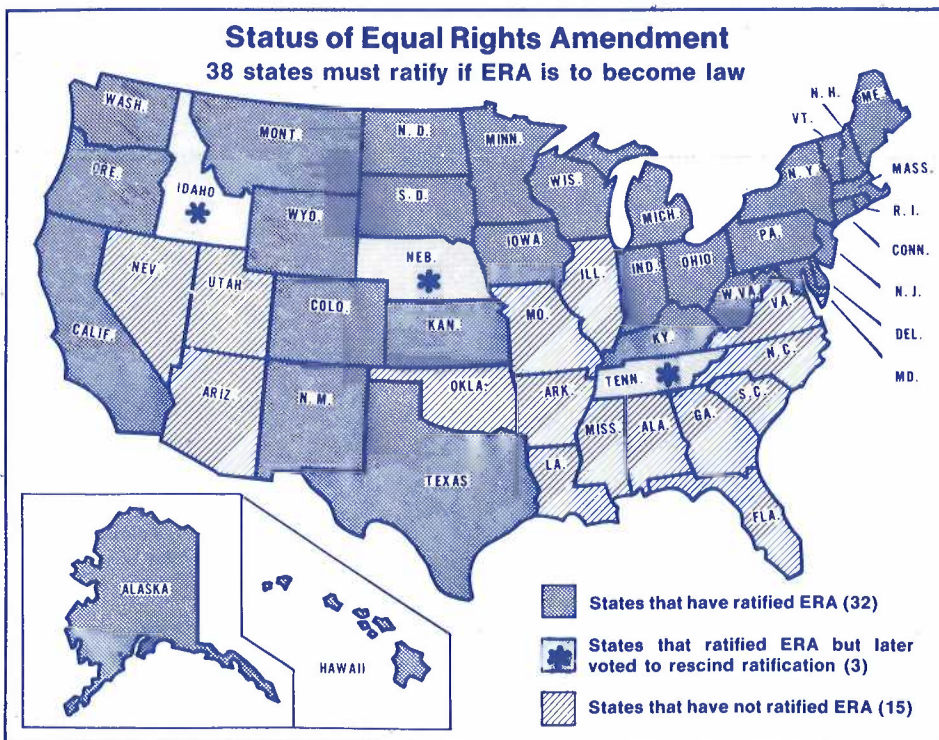 Status of Equal Rights Amendment
38 states must ratify if ERA is to become law
WASH.
MONT.
N. D.
MINN.
N. H.
ME.
VT.
ORE.
IDAHO
WYO.
S. D.
WIS.
MICH.
N. Y.
MASS.
R. I.
CONN.
NEB.
IOWA
PA.
NEV.
UTAH
COLO.
KAN.
ILL.
IND.
OHIO
W. VA.
VA.
N. J.
CALIF.
MO.
KY.
DEL.
ARIZ.
N. M.
OKLA.
ARK.
TENN.
N.C.
MD.
S.C.
MISS.
ALA.
GA.
TEXAS
LA.
FLA.
ALASKA
HAWAII
States that have ratified ERA (32)
States that ratified ERA but later
voted to rescind ratification (3)
States that have not ratified ERA (15)